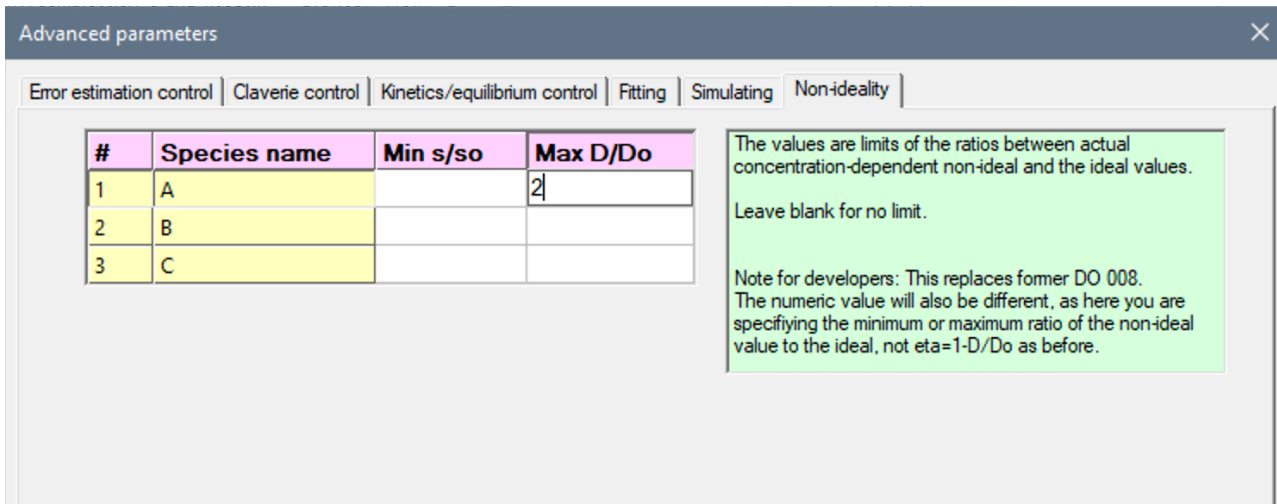 Advanced parameters
Error estimation control Claverie control Kinetics/equilibrium control Fitting Simulating Non-ideality
# Species name Min s/so Max D/Do
1 A 2
2 B
3 C
The values are limits of the ratios between actual
concentration-dependent non-ideal and the ideal values.
Leave blank for no limit.
Note for developers: This replaces former DO 008.
The numeric value will also be different, as here you are
specifiying the minimum or maximum ratio of the non-ideal
value to the ideal, not eta=1-D/Do as before.